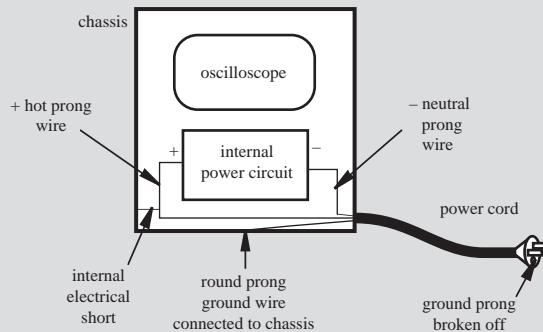 chassis
oscilloscope
+ hot prong
wire
– neutral
prong
wire
+
–
internal
power circuit
power cord
internal
electrical
short
round prong
ground wire
connected to chassis
ground prong
broken off